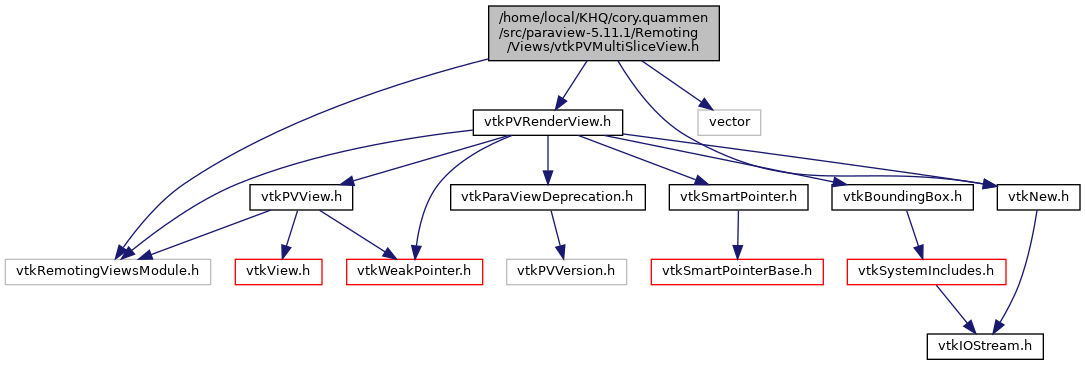 /home/local/KHQ/cory.quammen
/src/paraview-5.11.1/Remoting
/Views/vtkPVMultiSliceView.h
vtkPVRenderView.h
vector
vtkPVView.h
vtkParaViewDeprecation.h
vtkSmartPointer.h
vtkBoundingBox.h
vtkNew.h
vtkRemotingViewsModule.h
vtkView.h
vtkWeakPointer.h
vtkPVVersion.h
vtkSmartPointerBase.h
vtkSystemIncludes.h
vtkIOStream.h